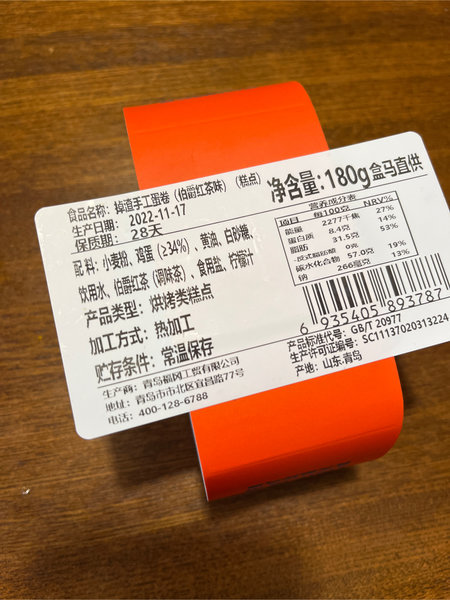 食品名称：掉渣手工蛋卷（伯爵红茶味）（糕点）
生产日期：2022-11-17
保质期：28天
配料：小麦粉、鸡蛋（≥34%）、黄油、白砂糖、
饮用水、伯爵红茶（调味茶）、食用盐、柠檬汁
产品类型：烘烤类糕点
加工方式：热加工
贮存条件：常温保存
生产商：青岛福冈工贸有限公司
地址：青岛市市北区宜昌路77号
电话：400-128-6788
净含量：180g 盒马直供
营养成分表
项目 每100克 NRV%
能量 2277千焦 27%
蛋白质 8.4克 14%
脂肪 31.5克 53%
-反式脂肪酸 0克
碳水化合物 57.0克 19%
钠 266毫克 13%
6 935405 893787
产品标准代号：GB/T 20977
生产许可证编号：SC11137020313224
产地：山东.青岛